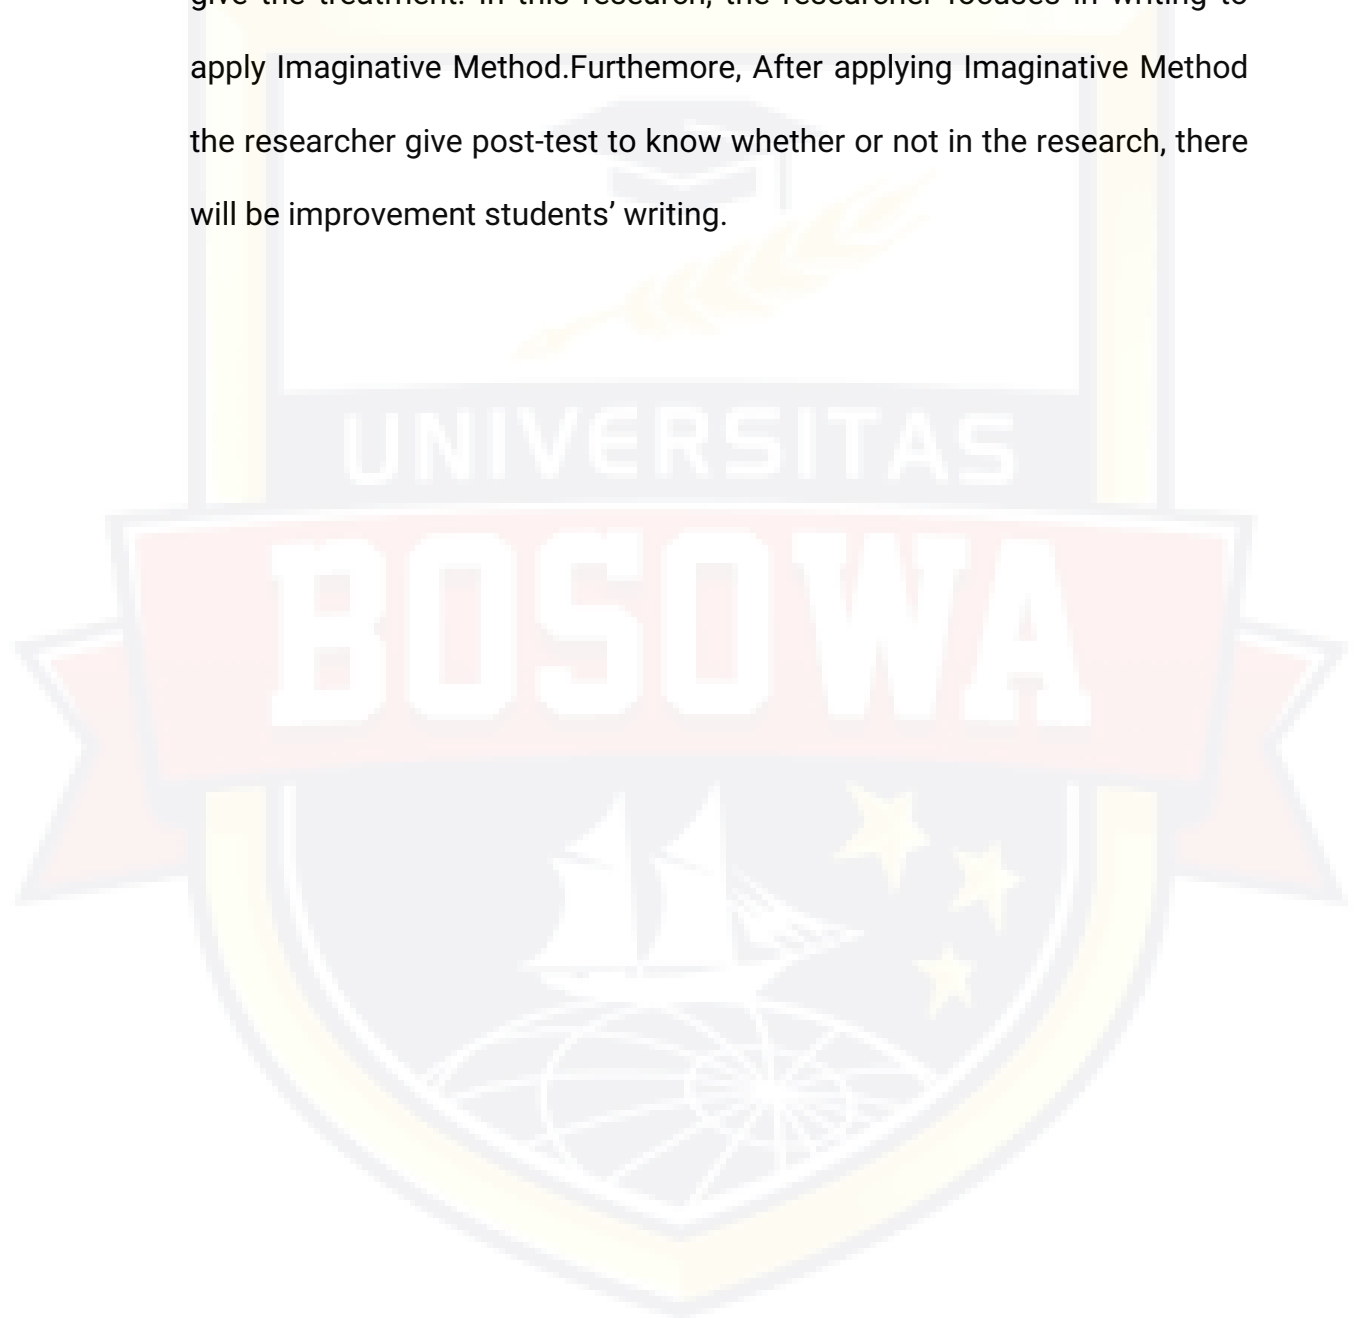 give the treatment. In this research, the researcher focuses in writing to
apply Imaginative Method.Furthemore, After applying Imaginative Method
the researcher give post-test to know whether or not in the research, there
will be improvement students’ writing.
UNIVERSITAS
BOSOWA